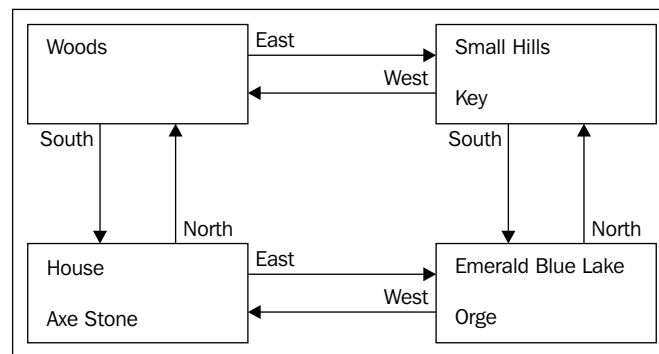 Woods
East
Small Hills
West
Key
South
South
North
North
House
East
Emerald Blue Lake
West
Axe Stone
Orge